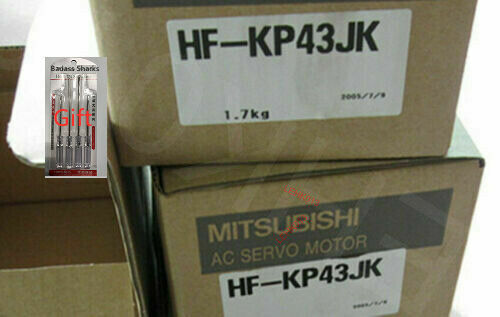 HF-KP43JK
2005/7/8
1.7kg
Badass Sharks
Gift
MITSUBISHI
AC SERVO MOTOR
HF-KP43JK
2005/7/8